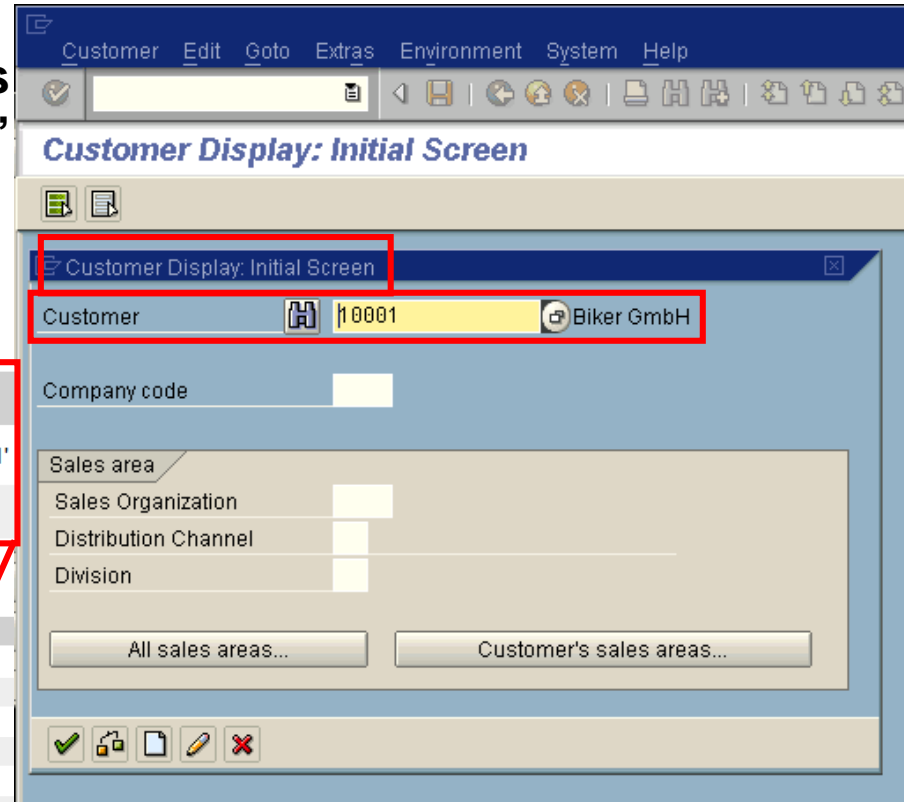 Customer Edit Goto Extras Environment System Help
s
,
Customer Display: Initial Screen
Customer Display: Initial Screen
Customer 10001 Biker GmbH
Company code
'
Sales area
Sales Organization
Distribution Channel
Division
All sales areas... Customer's sales areas...